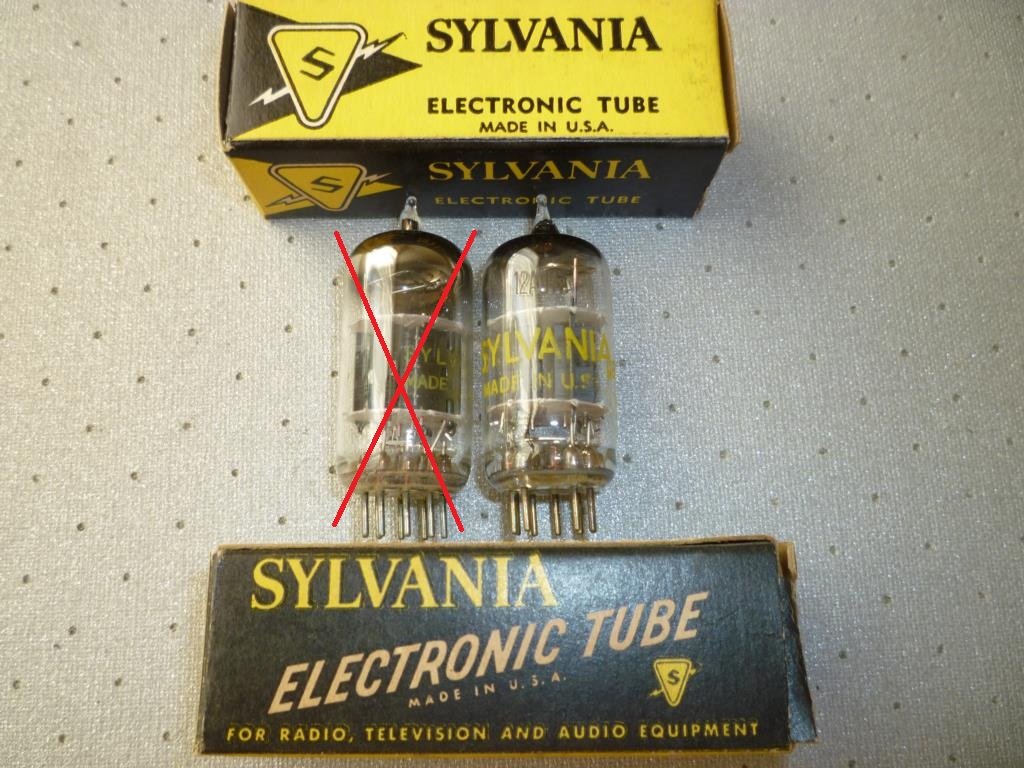 S
SYLVANIA
ELECTRONIC TUBE
MADE IN U.S.A.
S
SYLVANIA
ELECTRONIC TUBE
SYLVANIA
MADE IN U.S
SYLVANIA
ELECTRONIC TUBE
MADE IN U.S.A.
S
FOR RADIO, TELEVISION AND AUDIO EQUIPMENT